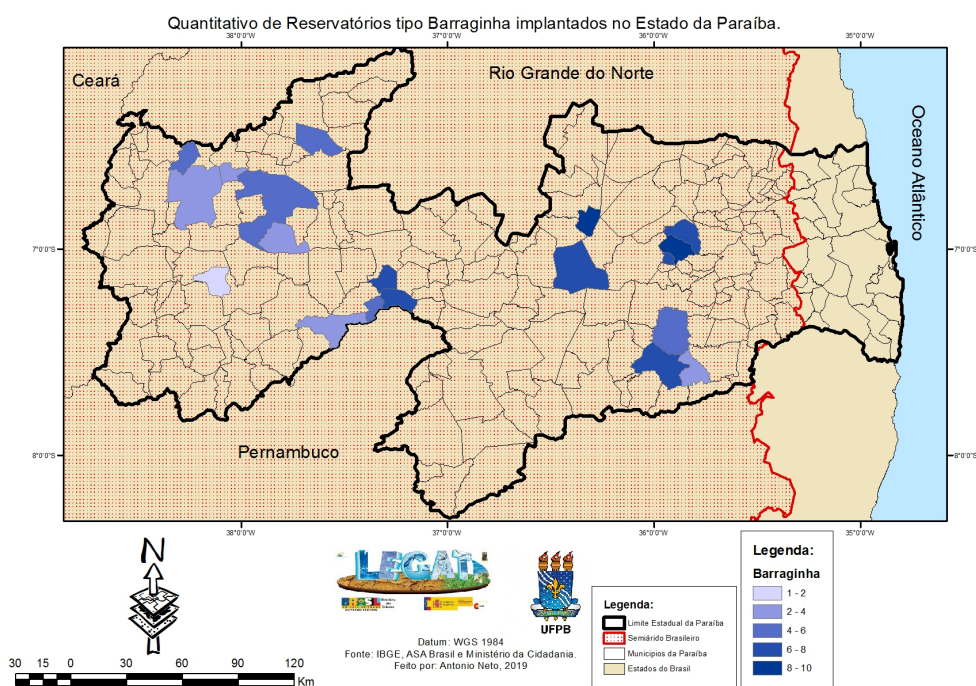 Quantitativo de Reservatórios tipo Barraginha implantados no Estado da Paraíba.
38°0'0"W 37°0'0"W 36°0'0"W 35°0'0"W
Ceará
Rio Grande do Norte
Oceano Atlântico
7°0'0"S 7°0'0"S
Pernambuco
8°0'0"S 8°0'0"S
38°0'0"W 37°0'0"W 36°0'0"W 35°0'0"W
N
LEGAT
UFPB
Datum: WGS 1984
Fonte: IBGE, ASA Brasil e Ministério da Cidadania.
Feito por: Antonio Neto, 2019
30 15 0 30 60 90 120
Km
Legenda:
Limite Estadual da Paraíba
Semiárido Brasileiro
Municipios da Paraíba
Estados do Brasil
Legenda:
Barraginha
1 - 2
2 - 4
4 - 6
6 - 8
8 - 10